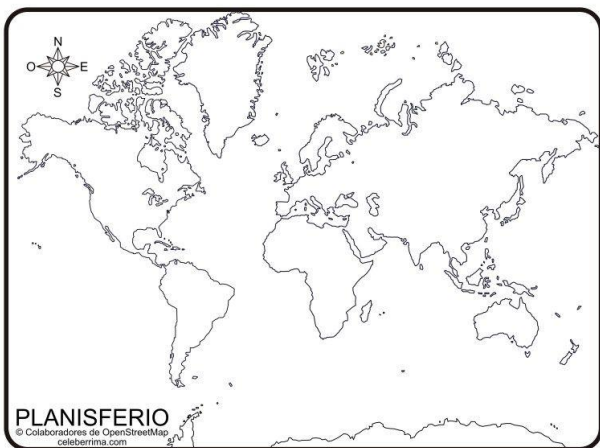 N
O E
S
PLANISFERIO
© Colaboradores de OpenStreetMap
celeberrima.com